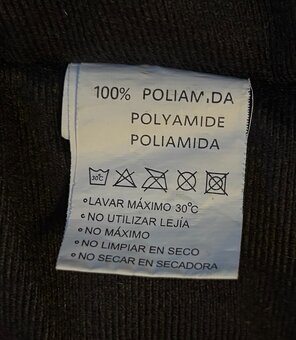 100% POLIAMIDA
POLYAMIDE
POLIAMIDA
30°C
•LAVAR MÁXIMO 30°C
•NO UTILIZAR LEJÍA
•NO MÁXIMO
•NO LIMPIAR EN SECO
•NO SECAR EN SECADORA